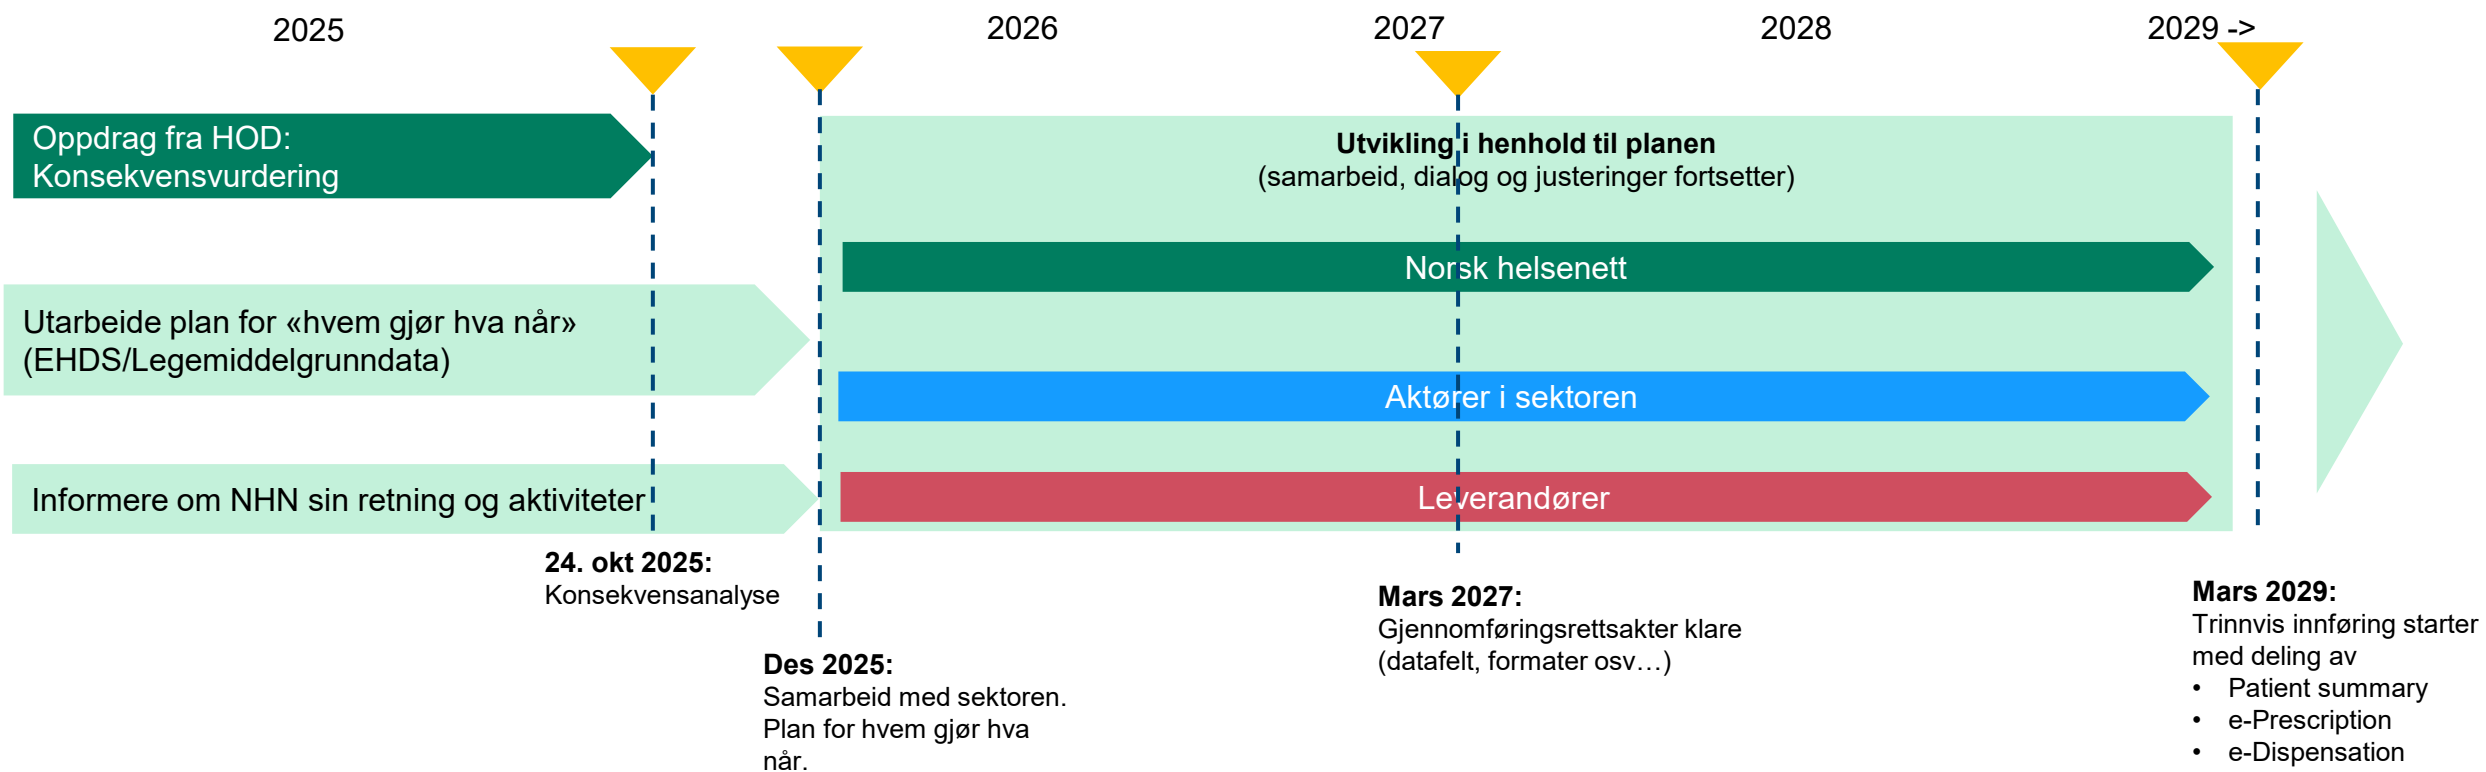 2025
2026
2027
2028
2029 ->
Oppdrag fra HOD:
Konsekvensvurdering
Utarbeide plan for «hvem gjør hva når»
(EHDS/Legemiddelgrunndata)
Informere om NHN sin retning og aktiviteter
Utvikling i henhold til planen
(samarbeid, dialog og justeringer fortsetter)
Norsk helsenett
Aktører i sektoren
Leverandører
24. okt 2025:
Konsekvensanalyse
Des 2025:
Samarbeid med sektoren.
Plan for hvem gjør hva
når.
Mars 2027:
Gjennomføringsrettsakter klare
(datafelt, formater osv…)
Mars 2029:
Trinnvis innføring starter
med deling av
• Patient summary
• e-Prescription
• e-Dispensation